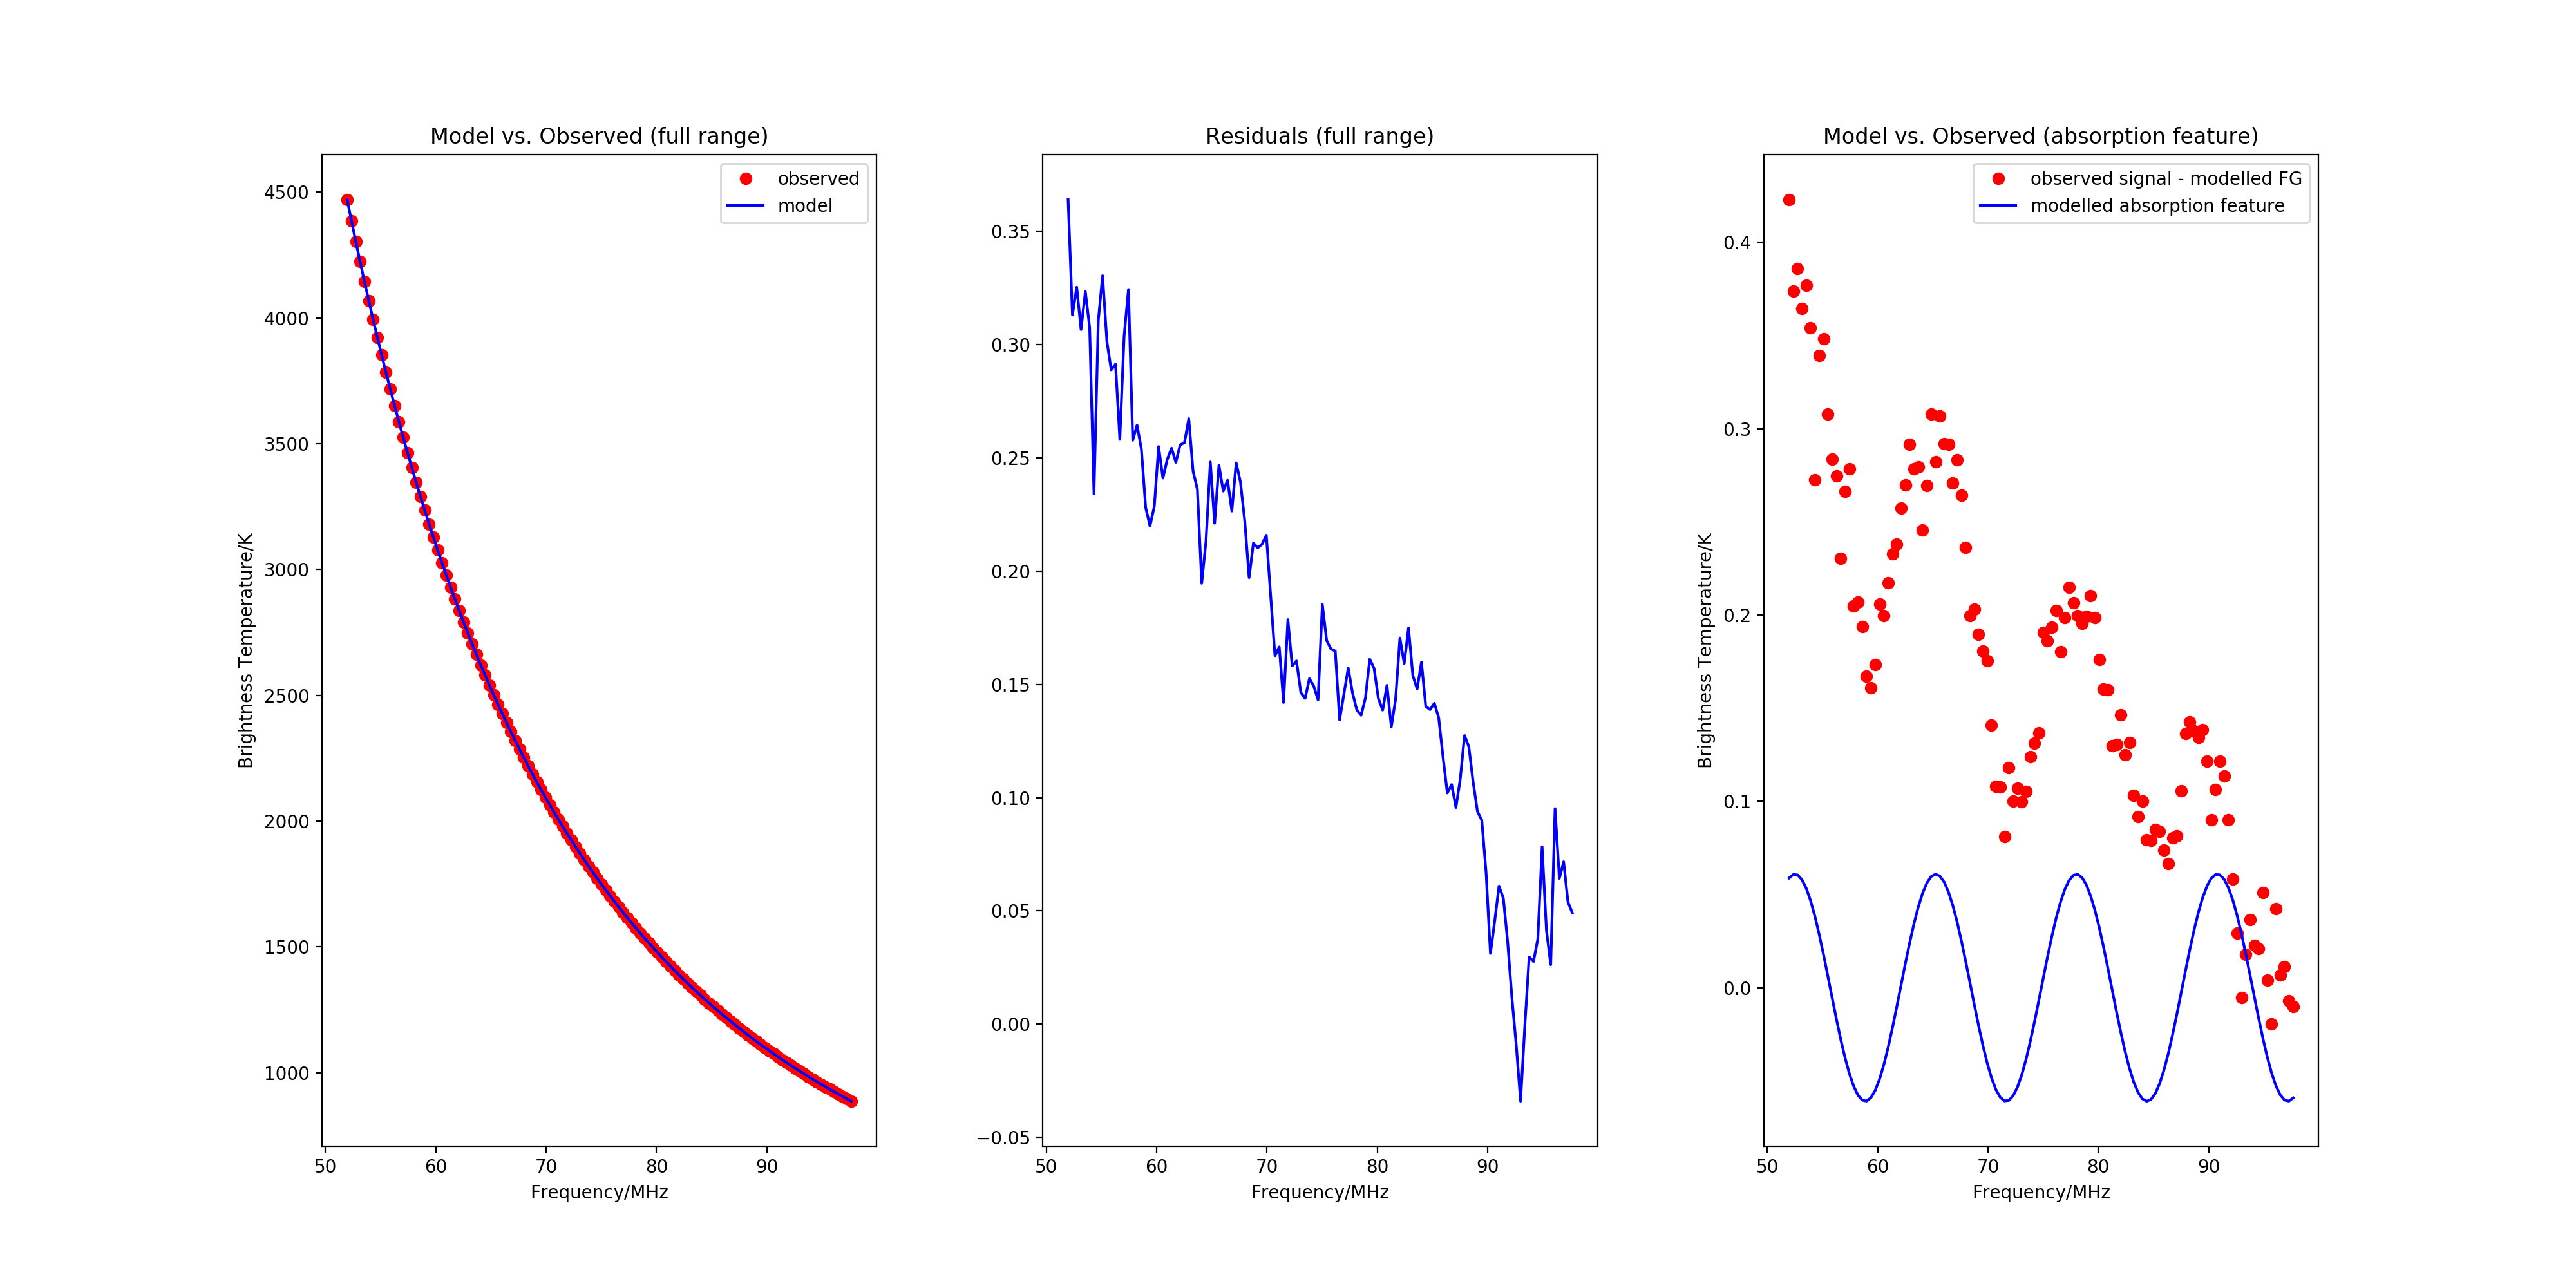 Model vs. Observed (full range)
observed
model
4500
4000
3500
3000
2500
2000
1500
1000
Brightness Temperature/K
50 60 70 80 90
Frequency/MHz
Residuals (full range)
0.35
0.30
0.25
0.20
0.15
0.10
0.05
0.00
−0.05
50 60 70 80 90
Frequency/MHz
Model vs. Observed (absorption feature)
observed signal - modelled FG
modelled absorption feature
0.4
0.3
0.2
0.1
0.0
Brightness Temperature/K
50 60 70 80 90
Frequency/MHz